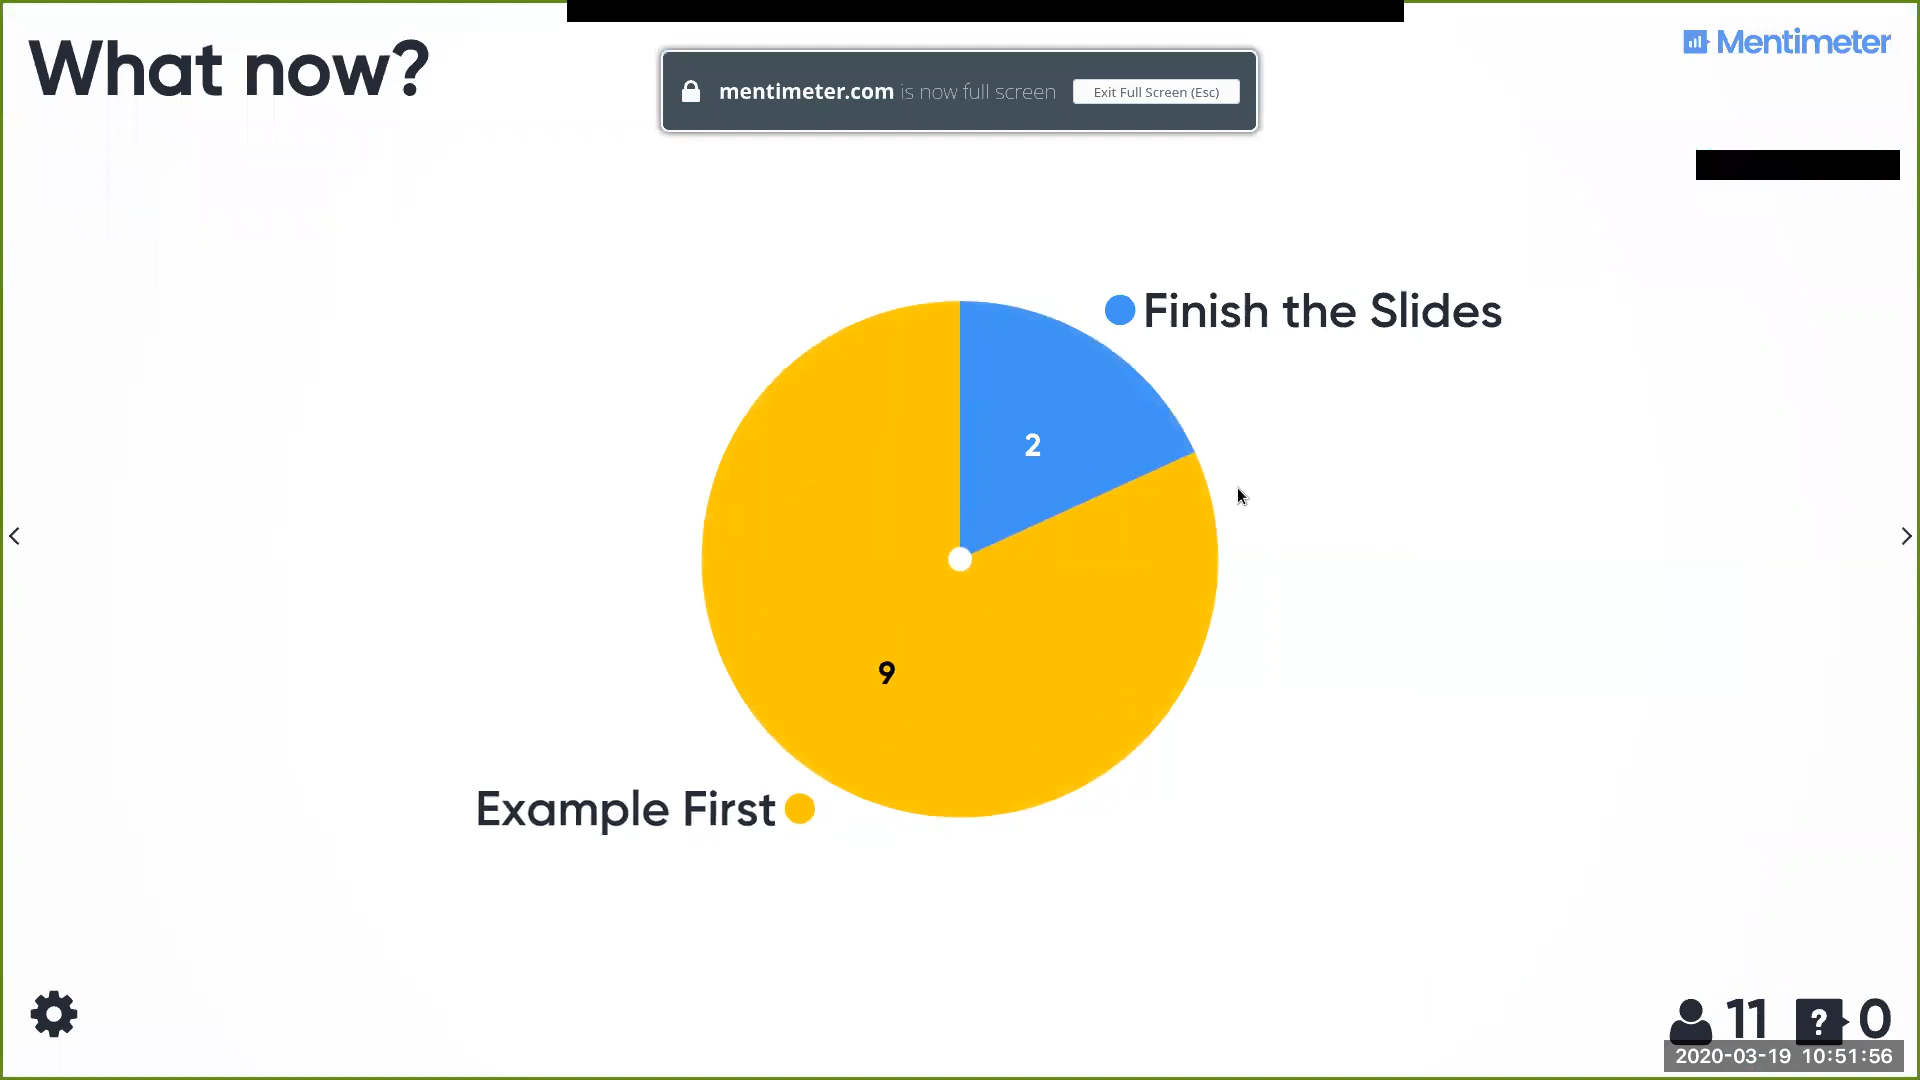 What now?
mentimeter.com is now full screen
Exit Full Screen (Esc)
Mentimeter
Finish the Slides
2
9
Example First
11
? 0
2020-03-19 10:51:56